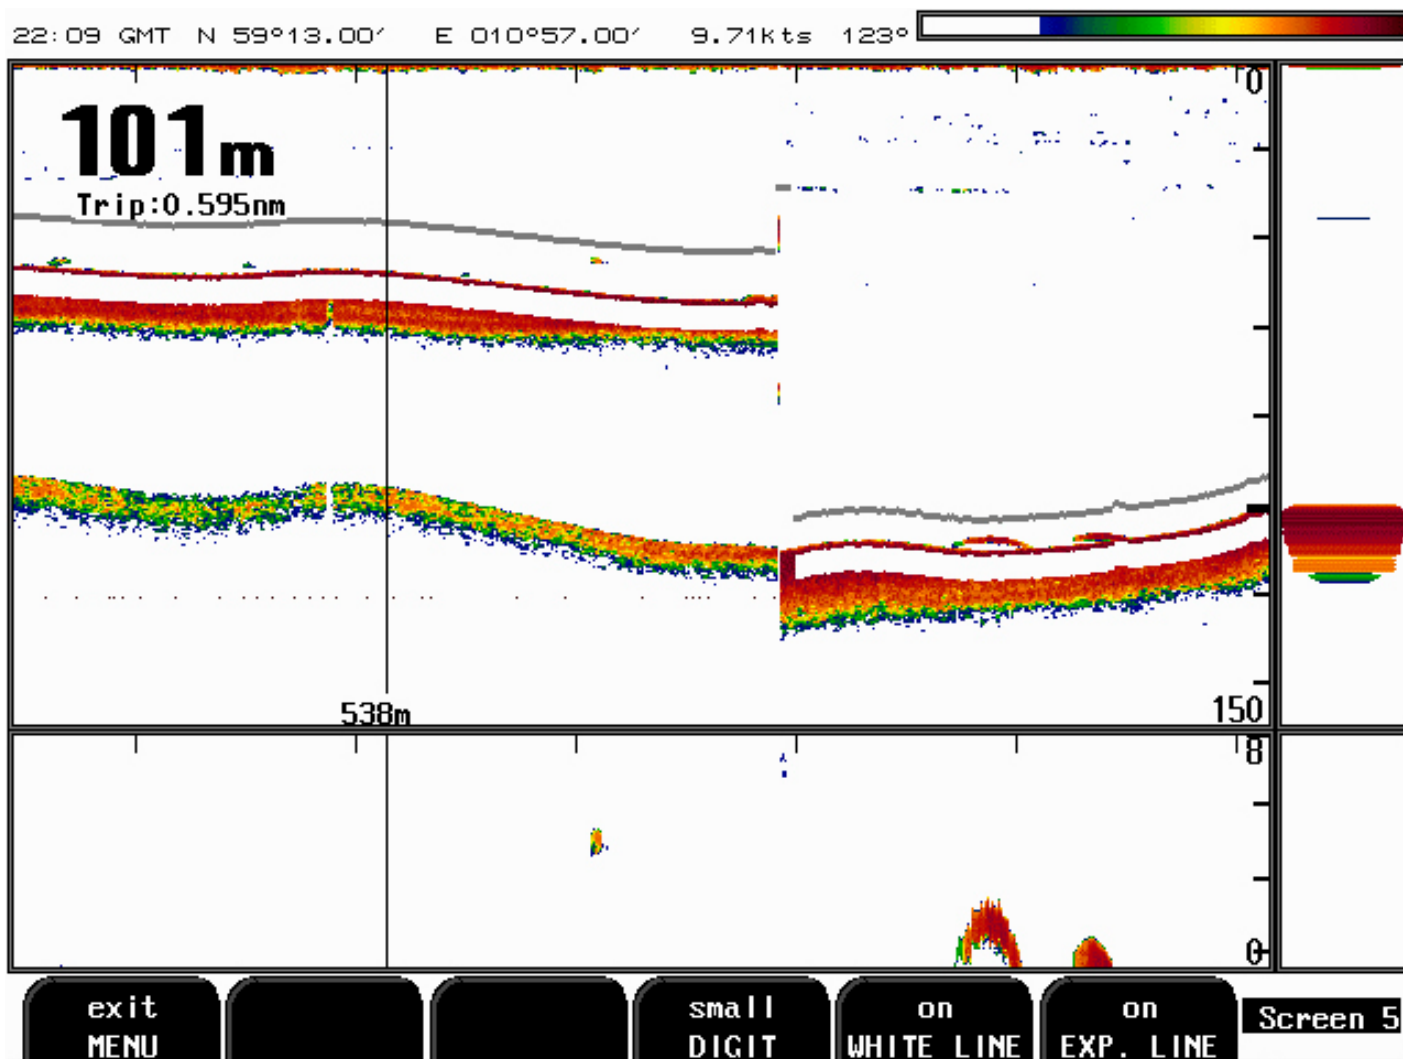 22:09 GMT N 59°13.00′ E 010°57.00′ 9.71kts 123°
0
101m
Trip:0.595nm
538m
150
8
0
exit
MENU
small
DIGIT
on
WHITE LINE
on
EXP. LINE
Screen 5